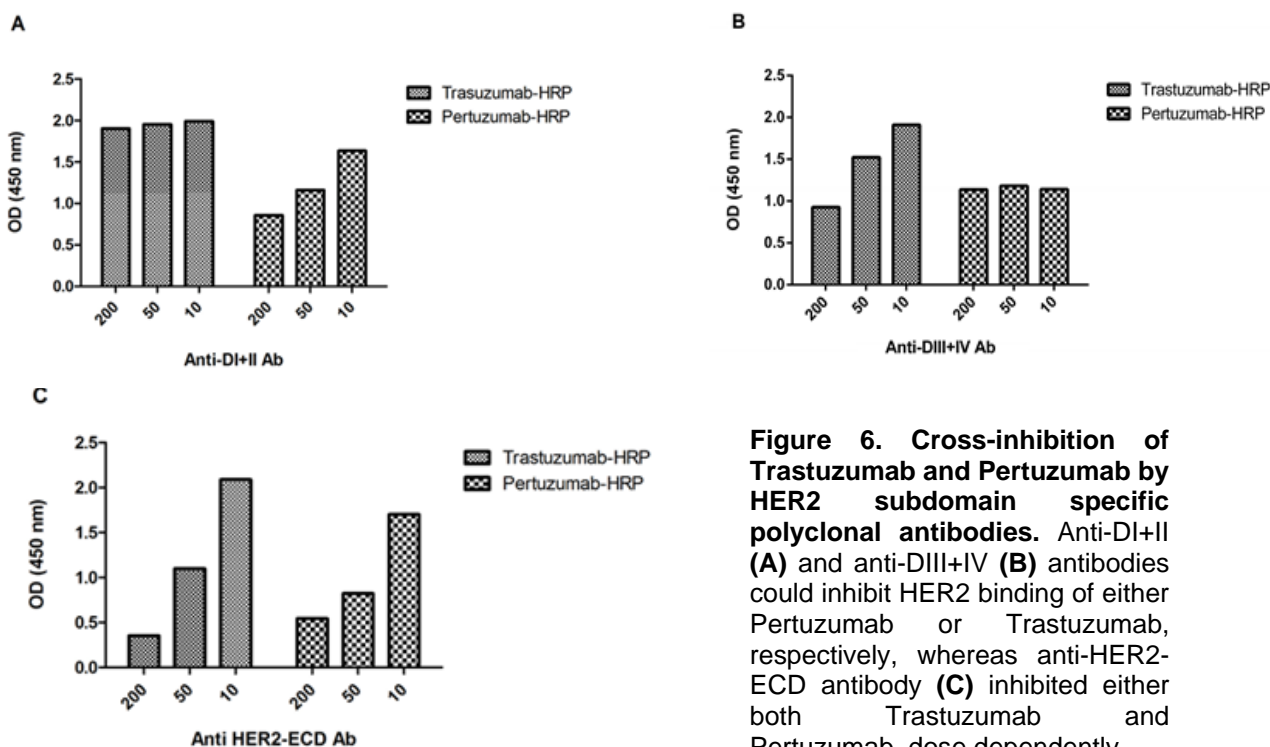 A
2.5
2.0
1.5
1.0
0.5
0.0
OD (450 nm)
200 50 10 200 50 10
Anti-DI+II Ab
Trasuzumab-HRP
Pertuzumab-HRP
B
2.5
2.0
1.5
1.0
0.5
0.0
OD (450 nm)
200 50 10 200 50 10
Anti-DIII+IV Ab
Trastuzumab-HRP
Pertuzumab-HRP
C
2.5
2.0
1.5
1.0
0.5
0.0
OD (450 nm)
200 50 10 200 50 10
Anti HER2-ECD Ab
Trastuzumab-HRP
Pertuzumab-HRP
Figure 6. Cross-inhibition of
Trastuzumab and Pertuzumab by
HER2 subdomain specific
polyclonal antibodies. Anti-DI+II
(A) and anti-DIII+IV (B) antibodies
could inhibit HER2 binding of either
Pertuzumab or Trastuzumab,
respectively, whereas anti-HER2-
ECD antibody (C) inhibited either
both Trastuzumab and
Pertuzumab, dose dependently